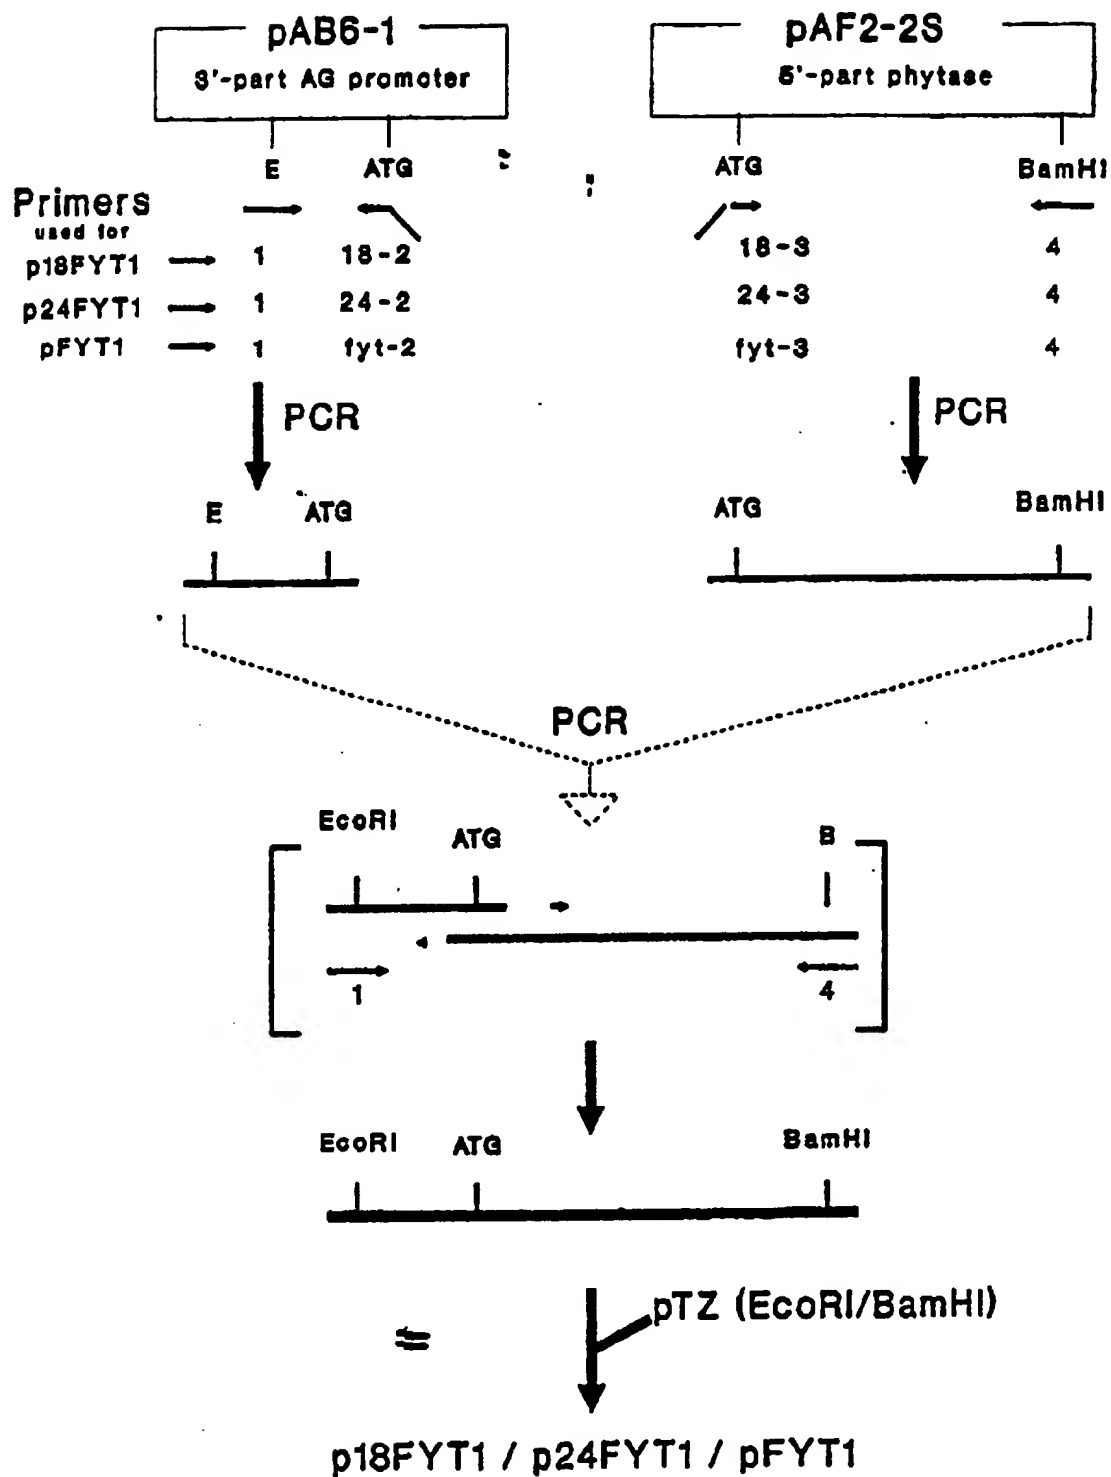 pAB6-1
3'-part AG promoter
pAF2-2S
5'-part phytase
E
ATG
ATG
BamHI
Primers
used for
p18FYT1
1
18-2
18-3
4
p24FYT1
1
24-2
24-3
4
pFYT1
1
fyt-2
fyt-3
4
PCR
PCR
E
ATG
ATG
BamHI
PCR
EcoRI
ATG
B
1
4
EcoRI
ATG
BamHI
pTZ (EcoRI/BamHI)
p18FYT1 / p24FYT1 / pFYT1